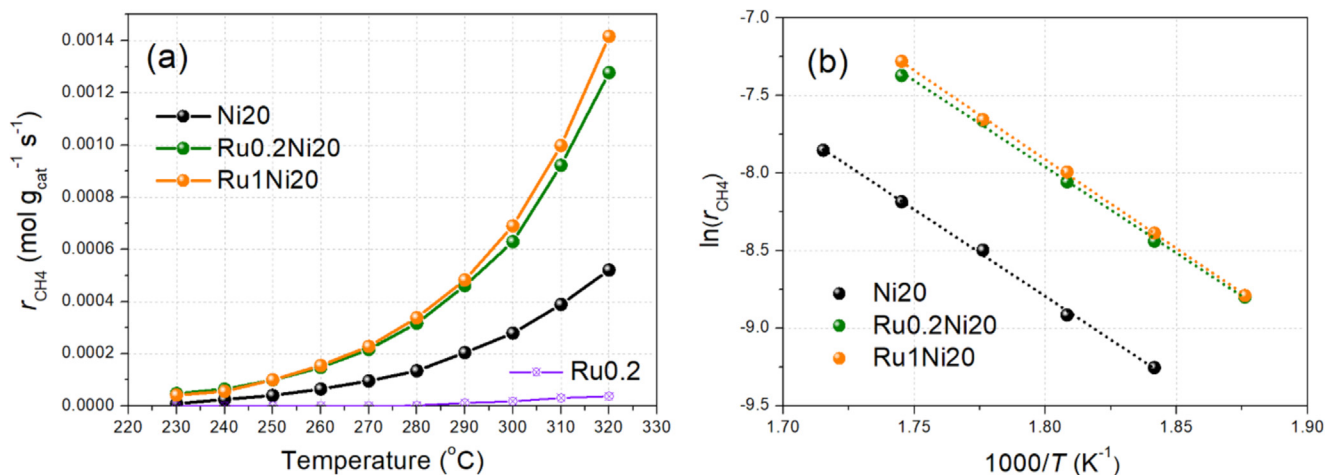 (a)
0.0014
0.0012
0.0010
0.0008
0.0006
0.0004
0.0002
0.0000
r_CH4 (mol g_cat^-1 s^-1)
Ni20
Ru0.2Ni20
Ru1Ni20
Ru0.2
220 230 240 250 260 270 280 290 300 310 320 330
Temperature (°C)
(b)
-7.0
-7.5
-8.0
-8.5
-9.0
-9.5
ln(r_CH4)
Ni20
Ru0.2Ni20
Ru1Ni20
1.70 1.75 1.80 1.85 1.90
1000/T (K^-1)